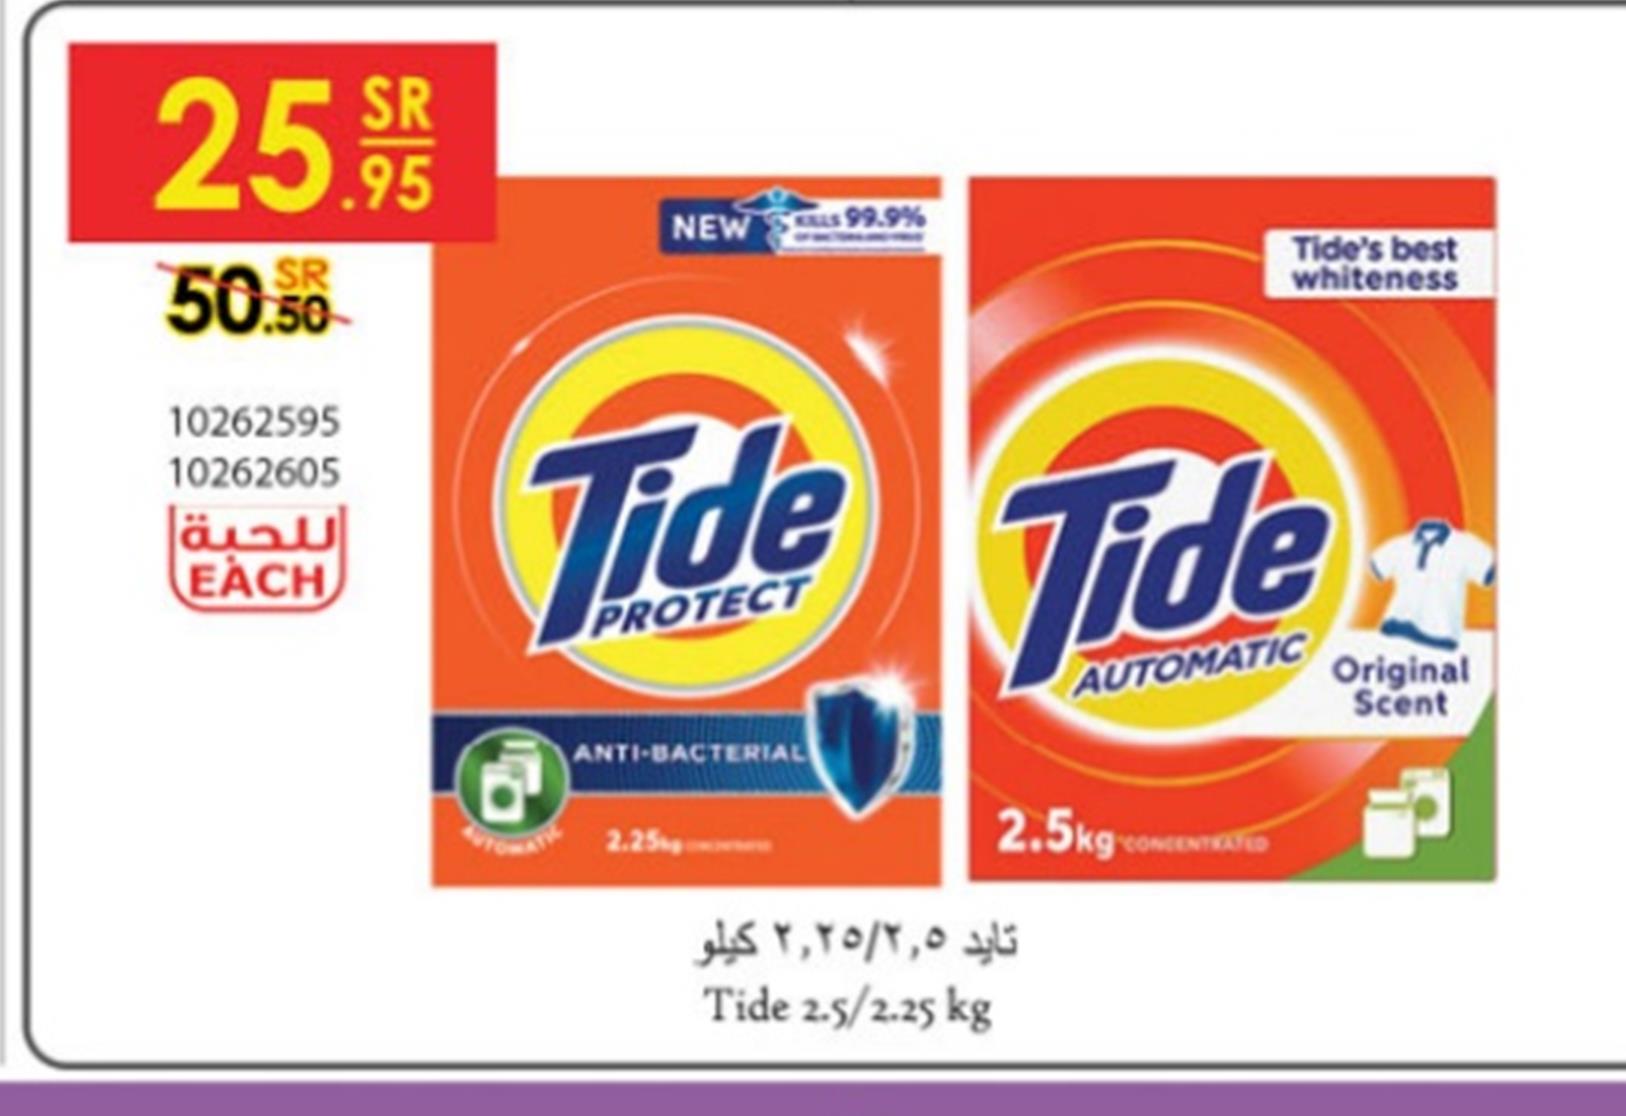 25 SR .95
50.50 SR
10262595
10262605
للحبة
EACH
NEW KILLS 99.9%
Tide
PROTECT
ANTI-BACTERIAL
AUTOMATIC
2.25kg CONCENTRATED
Tide's best
whiteness
Tide
AUTOMATIC
Original
Scent
2.5kg CONCENTRATED
تايد ٢,٢٥/٢,٥ كيلو
Tide 2.5/2.25 kg